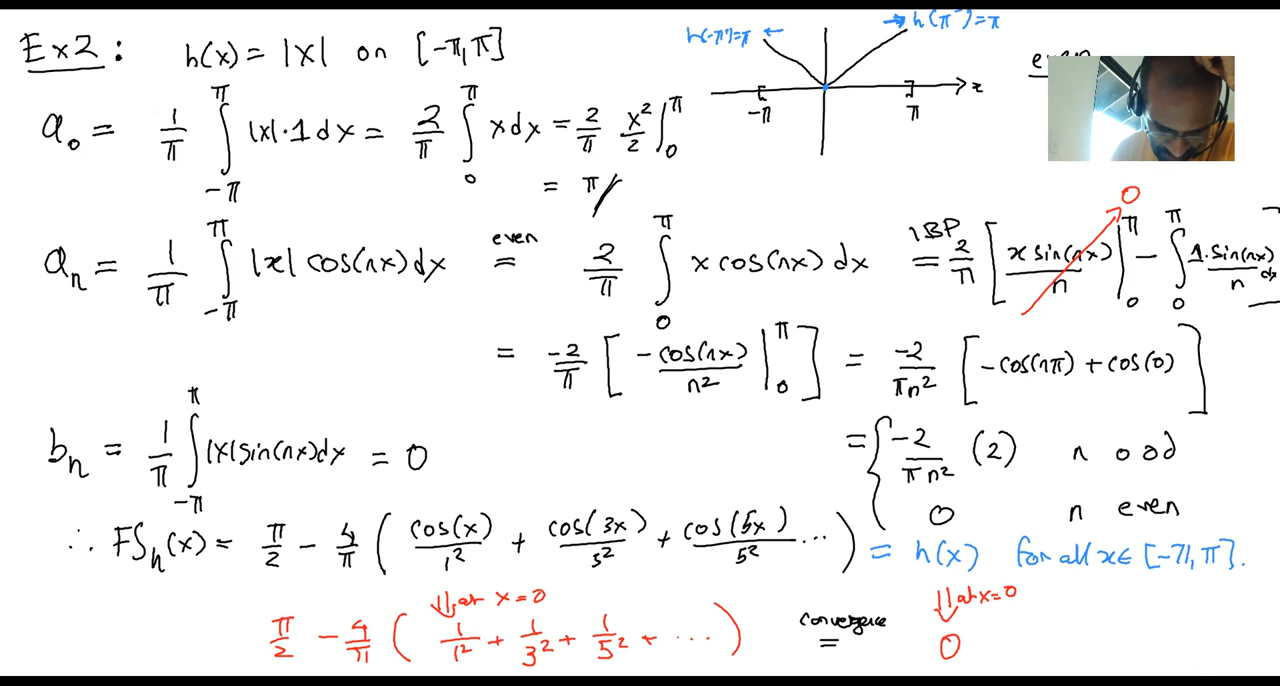 Ex2: h(x) = |x| on [-π, π]
h(-π⁺)=π ←
→ h(π⁻)=π
-π π x
a₀ = 1/π ∫_{-π}^{π} |x|·1 dx = 2/π ∫_0^π x dx = 2/π x²/2 |_0^π
= π
aₙ = 1/π ∫_{-π}^{π} |x| cos(nx) dx even = 2/π ∫_0^π x cos(nx) dx IBP = 2/π [ x sin(nx)/n |_0^π - ∫_0^π 1·sin(nx)/n dx ]
0
= -2/π [ -cos(nx)/n² |_0^π ] = -2/(πn²) [ -cos(nπ) + cos(0) ]
= { -2/(πn²) (2) n odd
0 n even
bₙ = 1/π ∫_{-π}^{π} |x| sin(nx) dx = 0
∴ FSₕ(x) = π/2 - 4/π ( cos(x)/1² + cos(3x)/3² + cos(5x)/5² ... ) = h(x) for all x ∈ [-π, π].
⇓ at x=0 ⇓ at x=0
π/2 - 4/π ( 1/1² + 1/3² + 1/5² + ... ) convergence = 0